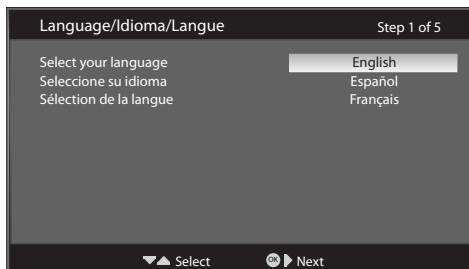 Language/Idioma/Langue Step 1 of 5
Select your language English
Seleccione su idioma Español
Sélection de la langue Français
Select OK Next